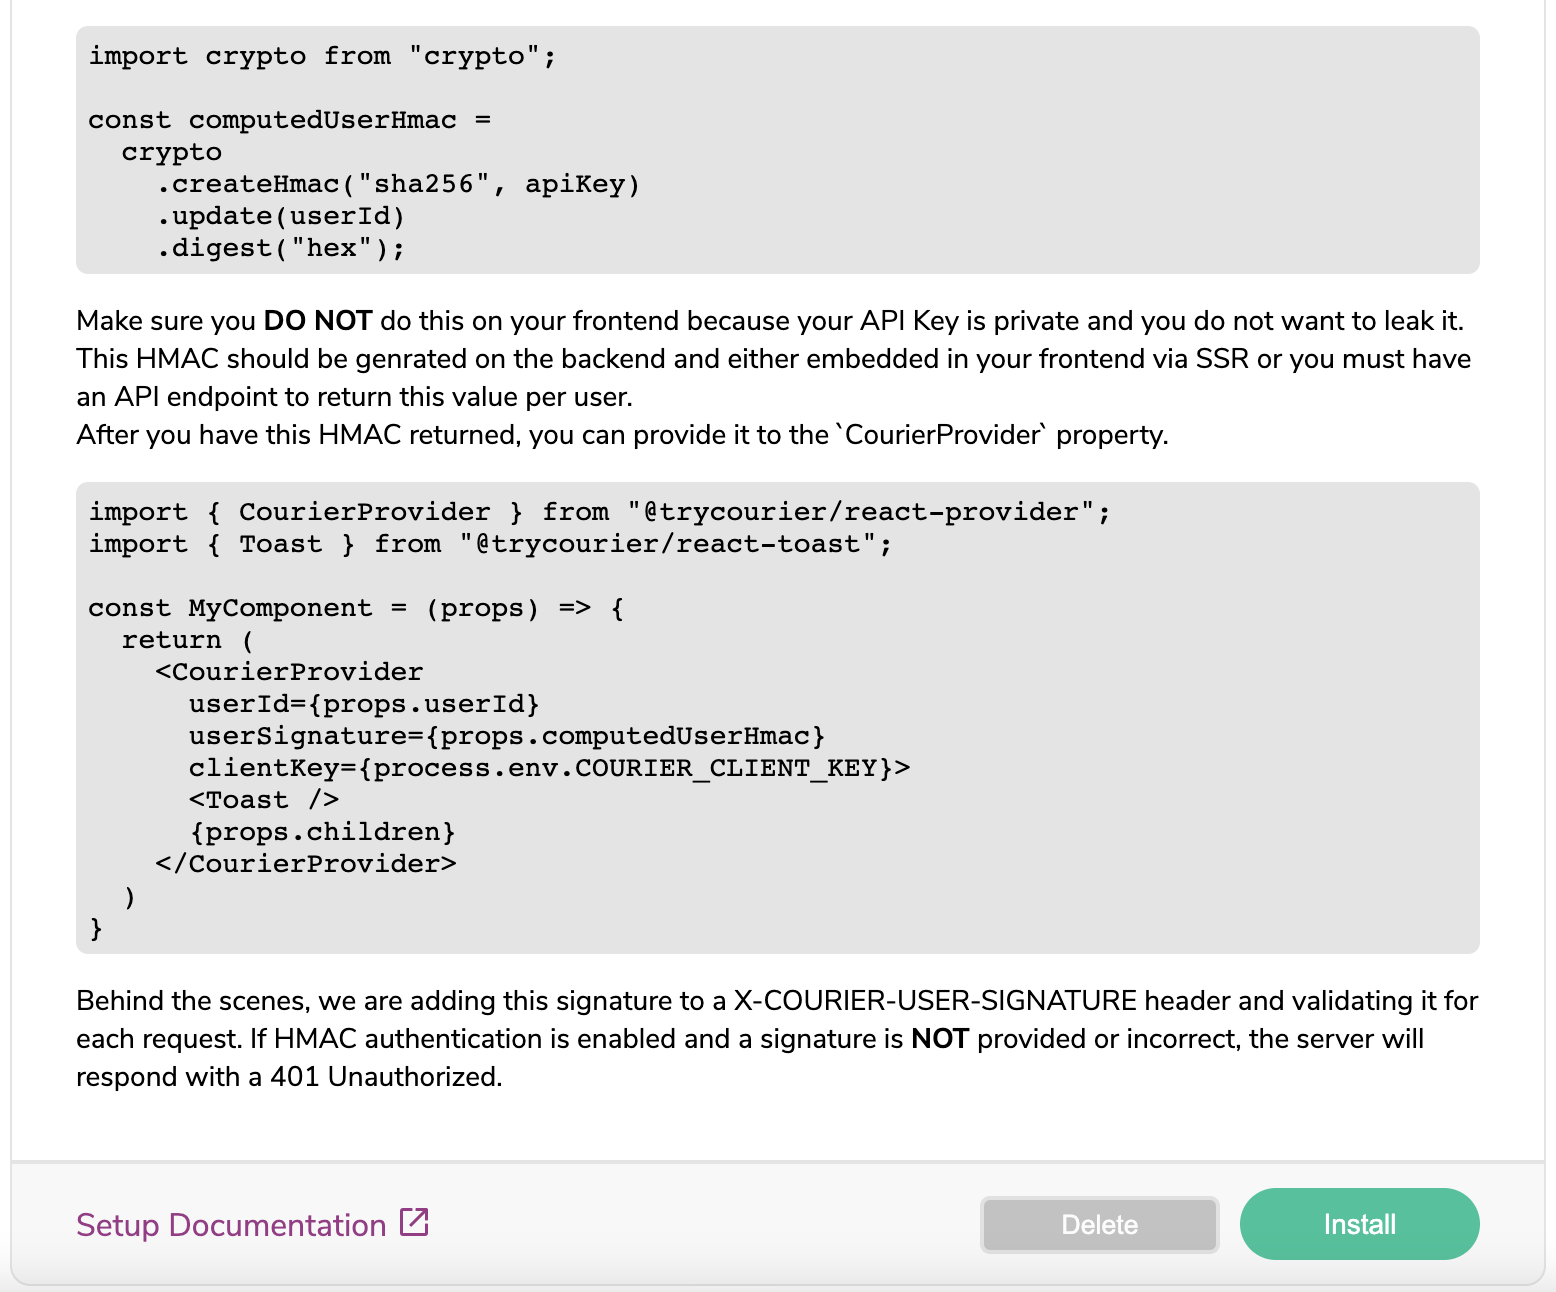 import crypto from "crypto";

const computedUserHmac =
  crypto
    .createHmac("sha256", apiKey)
    .update(userId)
    .digest("hex");

Make sure you DO NOT do this on your frontend because your API Key is private and you do not want to leak it.
This HMAC should be genrated on the backend and either embedded in your frontend via SSR or you must have
an API endpoint to return this value per user.
After you have this HMAC returned, you can provide it to the `CourierProvider` property.

import { CourierProvider } from "@trycourier/react-provider";
import { Toast } from "@trycourier/react-toast";

const MyComponent = (props) => {
  return (
    <CourierProvider
      userId={props.userId}
      userSignature={props.computedUserHmac}
      clientKey={process.env.COURIER_CLIENT_KEY}>
      <Toast />
      {props.children}
    </CourierProvider>
  )
}

Behind the scenes, we are adding this signature to a X-COURIER-USER-SIGNATURE header and validating it for
each request. If HMAC authentication is enabled and a signature is NOT provided or incorrect, the server will
respond with a 401 Unauthorized.

Setup Documentation
Delete
Install